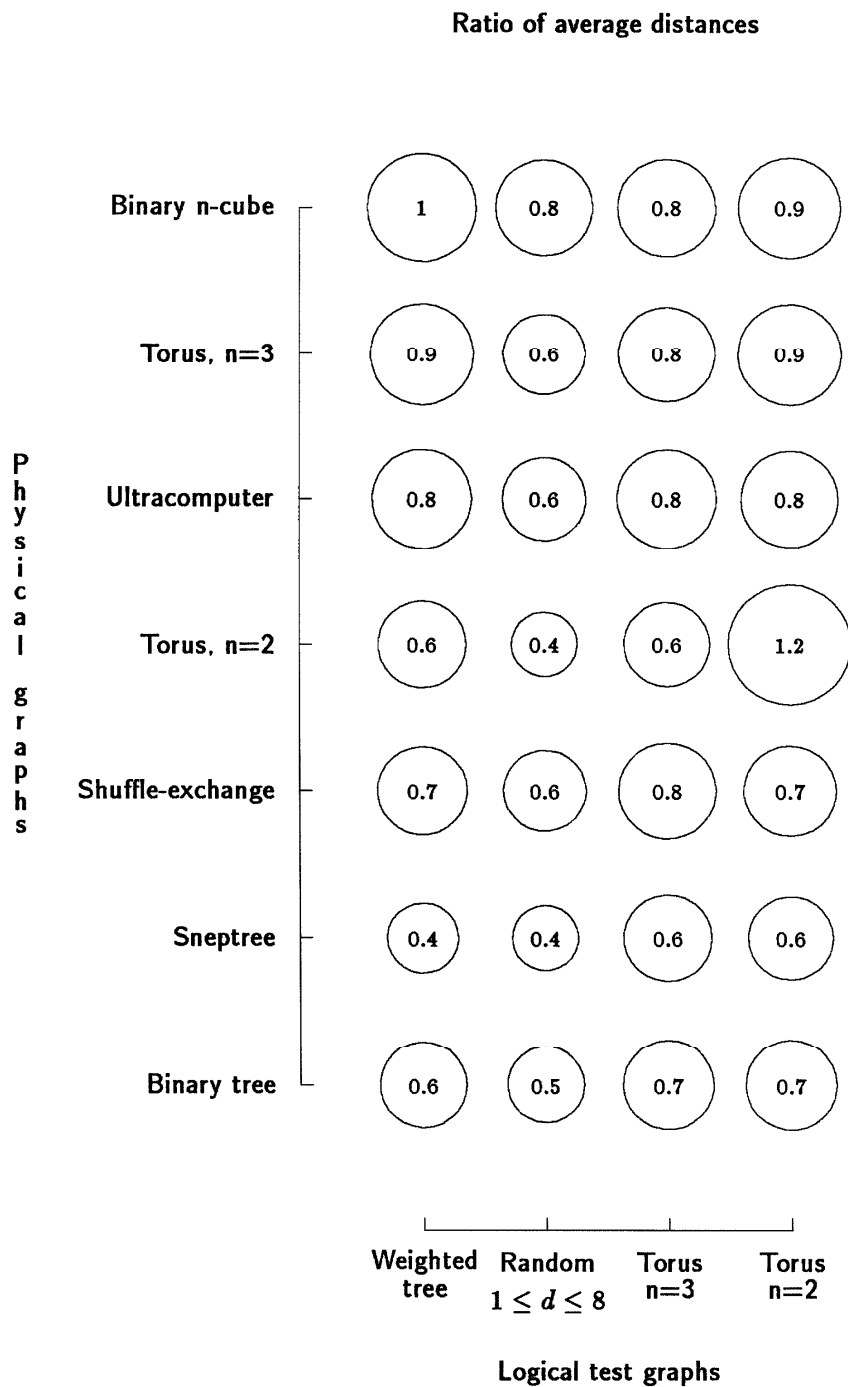 Ratio of average distances
Binary n-cube 1 0.8 0.8 0.9
Torus, n=3 0.9 0.6 0.8 0.9
Ultracomputer 0.8 0.6 0.8 0.8
Torus, n=2 0.6 0.4 0.6 1.2
Shuffle-exchange 0.7 0.6 0.8 0.7
Sneptree 0.4 0.4 0.6 0.6
Binary tree 0.6 0.5 0.7 0.7
Physical graphs
Weighted Random Torus Torus
tree 1 ≤ d ≤ 8 n=3 n=2
Logical test graphs